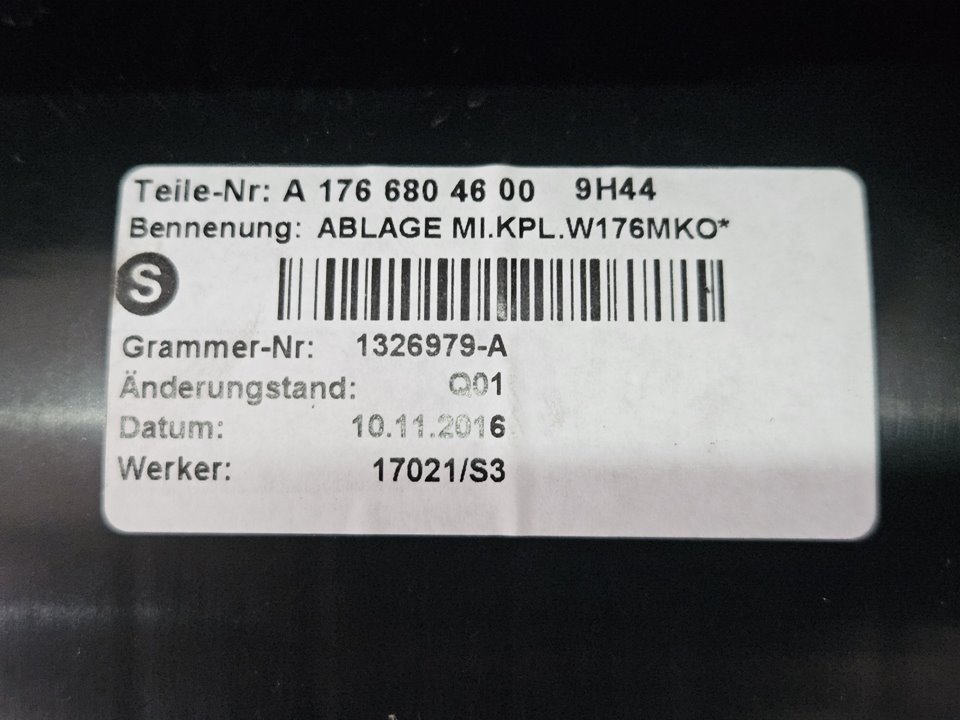 Teile-Nr: A 176 680 46 00 9H44
Bennenung: ABLAGE MI.KPL.W176MKO*
S
Grammer-Nr: 1326979-A
Änderungstand: Q01
Datum: 10.11.2016
Werker: 17021/S3